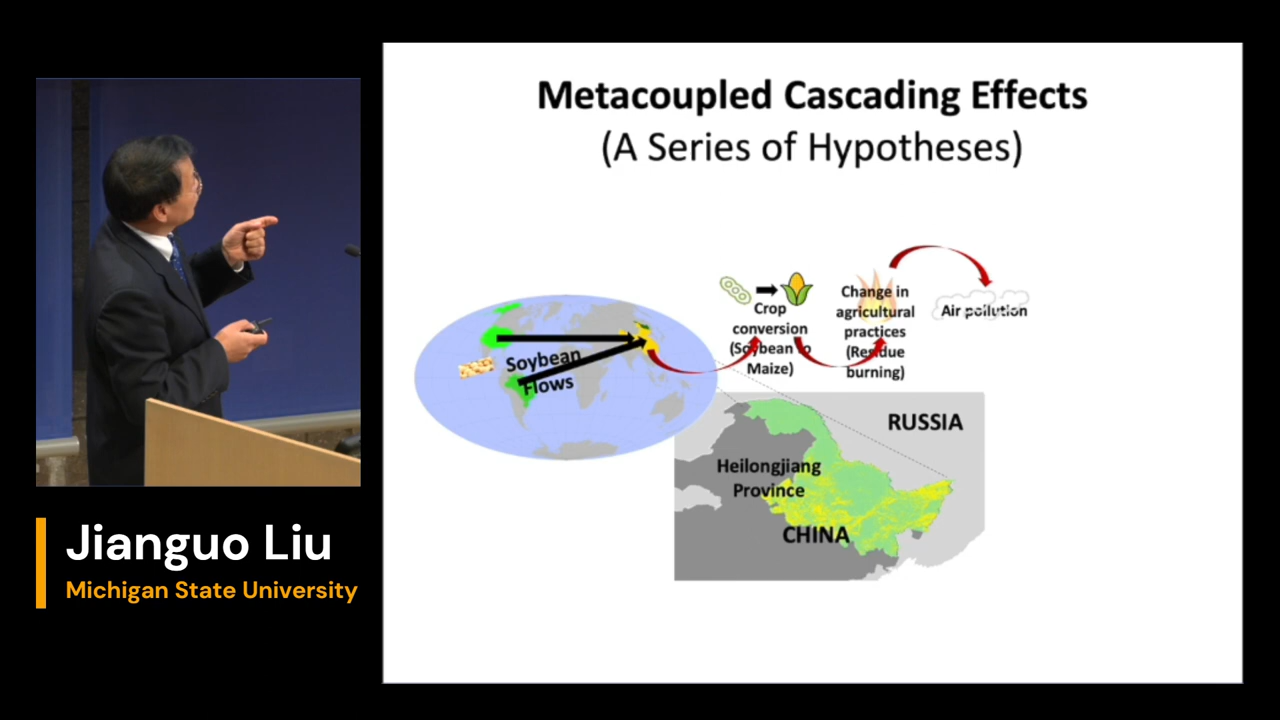 Metacoupled Cascading Effects
(A Series of Hypotheses)
Soybean
Flows
Crop
conversion
(Soybean to
Maize)
Change in
agricultural
practices
(Residue
burning)
Air pollution
RUSSIA
Heilongjiang
Province
CHINA
Jianguo Liu
Michigan State University